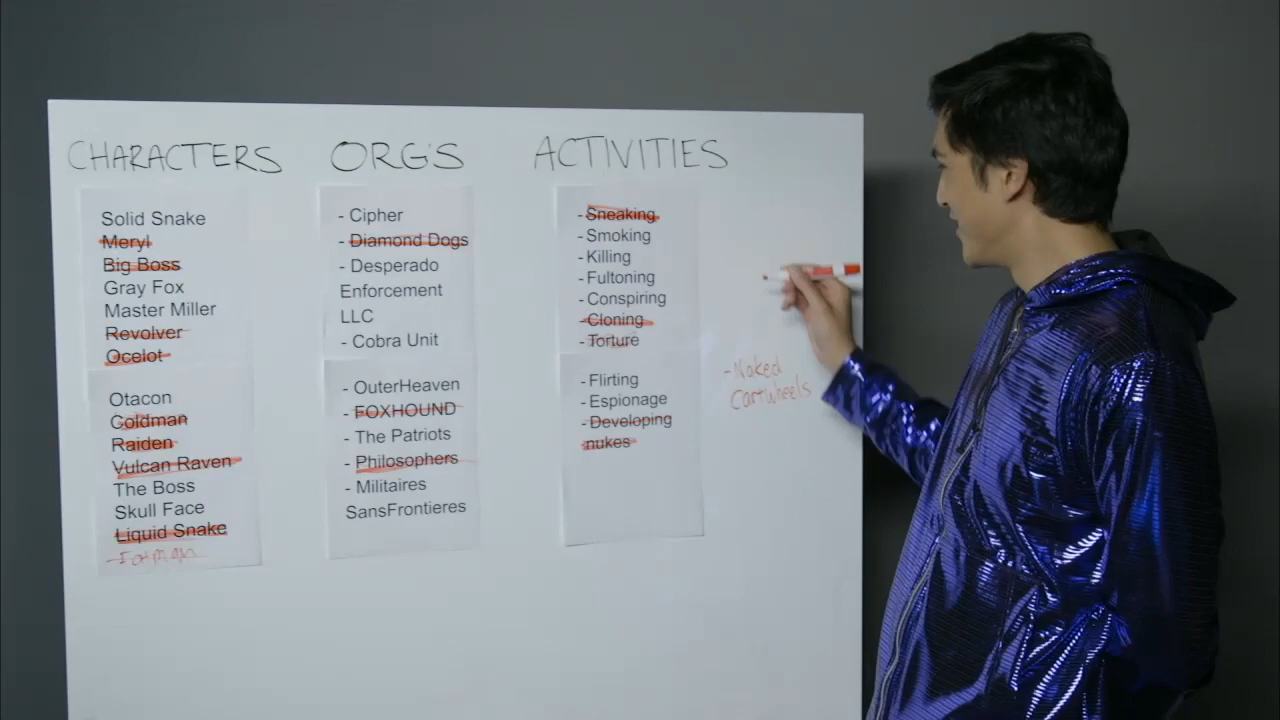 CHARACTERS
Solid Snake
Meryl
Big Boss
Gray Fox
Master Miller
Revolver
Ocelot
Otacon
Coldman
Raiden
Vulcan Raven
The Boss
Skull Face
Liquid Snake
- Fatman
ORG'S
- Cipher
- Diamond Dogs
- Desperado
Enforcement
LLC
- Cobra Unit
- OuterHeaven
- FOXHOUND
- The Patriots
- Philosophers
- Militaires
SansFrontieres
ACTIVITIES
- Sneaking
- Smoking
- Killing
- Fultoning
- Conspiring
- Cloning
- Torture
- Flirting
- Espionage
- Developing
nukes
- Naked
Cartwheels